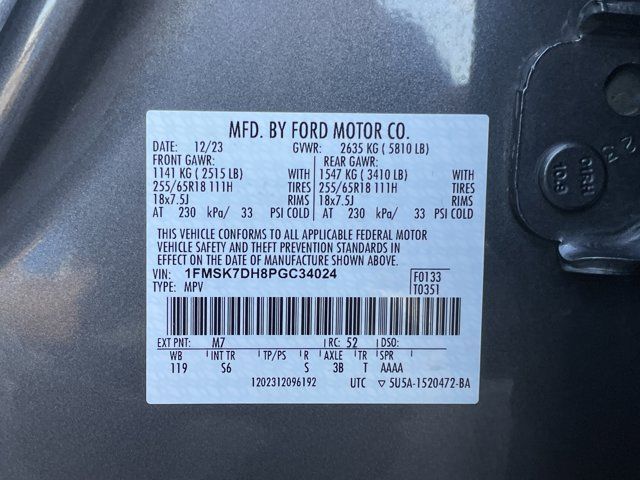 MFD. BY FORD MOTOR CO.
DATE: 12/23 GVWR: 2635 KG ( 5810 LB)
FRONT GAWR: REAR GAWR:
1141 KG ( 2515 LB) WITH 1547 KG ( 3410 LB) WITH
255/65R18 111H TIRES 255/65R18 111H TIRES
18x7.5J RIMS 18x7.5J RIMS
AT 230 kPa/ 33 PSI COLD AT 230 kPa/ 33 PSI COLD
THIS VEHICLE CONFORMS TO ALL APPLICABLE FEDERAL MOTOR
VEHICLE SAFETY AND THEFT PREVENTION STANDARDS IN
EFFECT ON THE DATE OF MANUFACTURE SHOWN ABOVE.
VIN: 1FMSK7DH8PGC34024 F0133
TYPE: MPV T0351
EXT PNT: M7 RC: 52 DSO:
WB INT TR TP/PS R AXLE TR SPR
119 S6 S 3B T AAAA
1202312096192 UTC ▽ 5U5A-1520472-BA